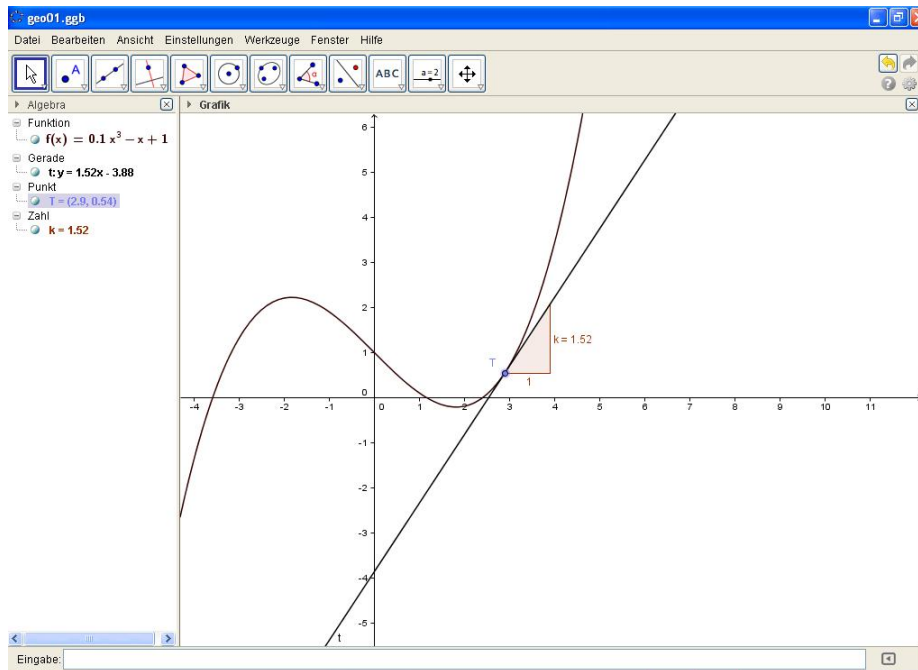 geo01.ggb
Datei Bearbeiten Ansicht Einstellungen Werkzeuge Fenster Hilfe
A α ABC a=2
Algebra
Grafik
Funktion
f(x) = 0.1 x³ − x + 1
Gerade
t: y = 1.52x - 3.88
Punkt
T = (2.9, 0.54)
Zahl
k = 1.52
6
5
4
3
2
1
0
-1
-2
-3
-4
-5
-4 -3 -2 -1 0 1 2 3 4 5 6 7 8 9 10 11
T
k = 1.52
1
t
Eingabe: